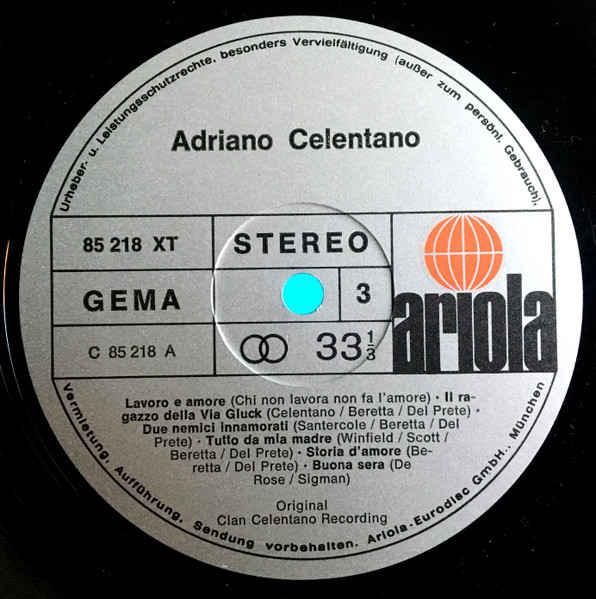 Urheber- u. Leistungsschutzrechte, besonders Vervielfältigung (außer zum persönl. Gebrauch),
Adriano Celentano
85 218 XT
STEREO
GEMA
3
ariola
C 85 218 A
33 1/3
Lavoro e amore (Chi non lavora non fa l'amore) · Il ra-
gazzo della Via Gluck (Celentano / Beretta / Del Prete) ·
Due nemici innamorati (Santercole / Beretta / Del
Prete) · Tutto da mia madre (Winfield / Scott /
Beretta / Del Prete) · Storia d'amore (Be-
retta / Del Prete) · Buona sera (De
Rose / Sigman)
Original
Clan Celentano Recording
Vermietung, Aufführung, Sendung vorbehalten. Ariola-Eurodisc GmbH., München